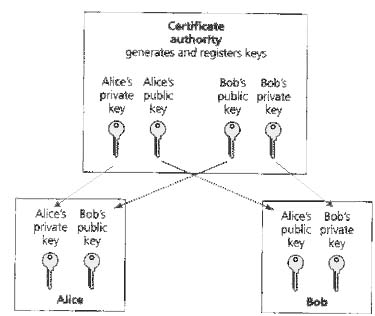 Certificate
authority
generates and registers keys
Alice's Alice's Bob's Bob's
private public public private
key key key key
Alice's Bob's
private public
key key
Alice
Alice's Bob's
public private
key key
Bob